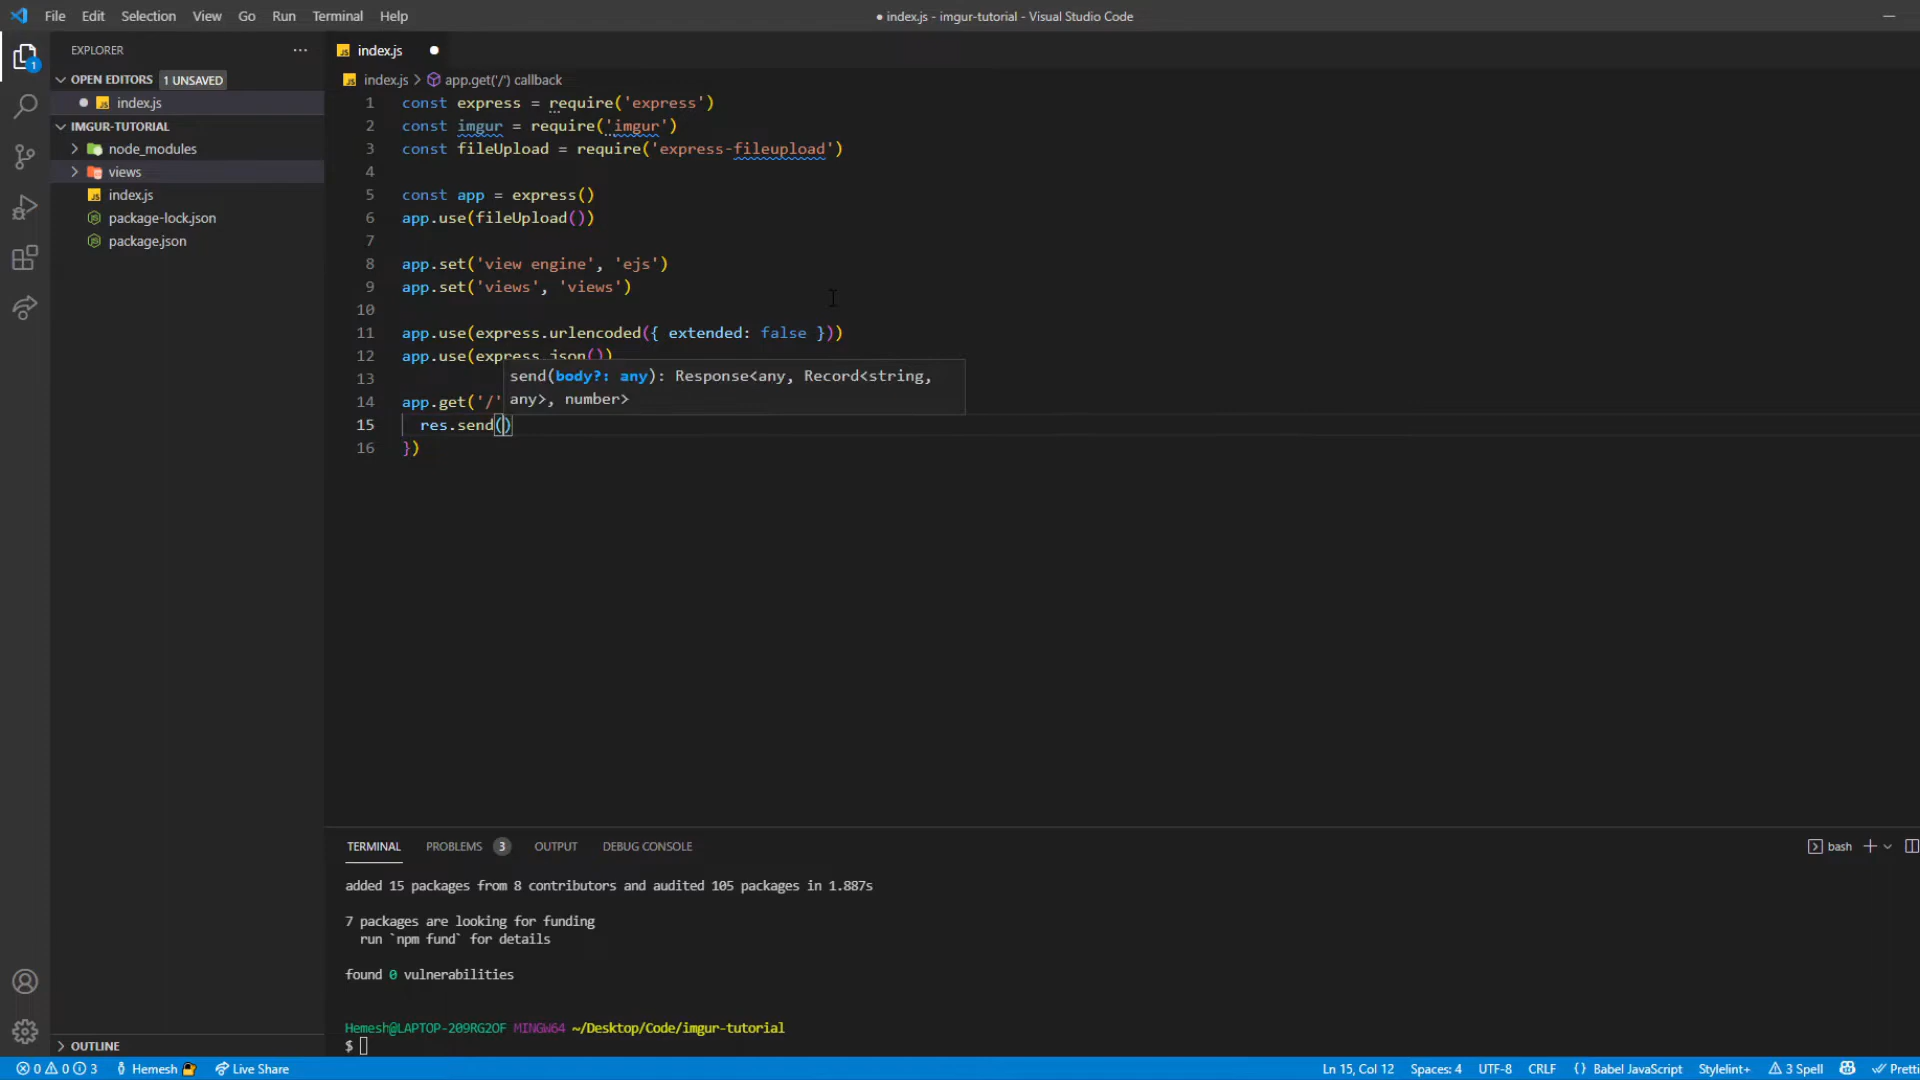 File Edit Selection View Go Run Terminal Help
● index.js - imgur-tutorial - Visual Studio Code
EXPLORER
OPEN EDITORS 1 UNSAVED
index.js
IMGUR-TUTORIAL
node_modules
views
index.js
package-lock.json
package.json
OUTLINE
1
index.js
index.js > app.get('/') callback
1 const express = require('express')
2 const imgur = require('imgur')
3 const fileUpload = require('express-fileupload')
4
5 const app = express()
6 app.use(fileUpload())
7
8 app.set('view engine', 'ejs')
9 app.set('views', 'views')
10
11 app.use(express.urlencoded({ extended: false }))
12 app.use(express.json())
13
send(body?: any): Response<any, Record<string,
any>, number>
14 app.get('/'
15 res.send()
16 })
TERMINAL PROBLEMS 3 OUTPUT DEBUG CONSOLE
bash
added 15 packages from 8 contributors and audited 105 packages in 1.887s
7 packages are looking for funding
run `npm fund` for details
found 0 vulnerabilities
Hemesh@LAPTOP-209RG2OF MINGW64 ~/Desktop/Code/imgur-tutorial
$
0 0 3 Hemesh Live Share
Ln 15, Col 12 Spaces: 4 UTF-8 CRLF {} Babel JavaScript Stylelint+ 3 Spell Pretti